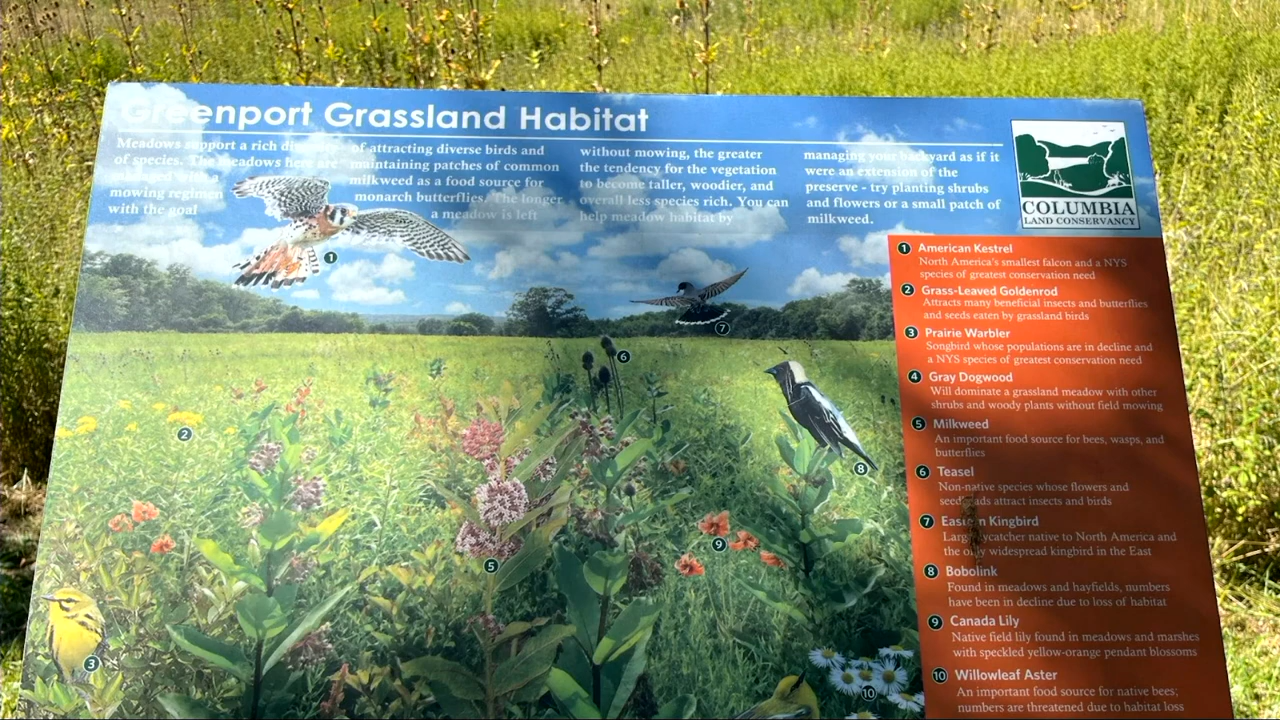 Greenport Grassland Habitat
Meadows support a rich
of species. The meadows here are
mowing regimen
with the goal
of attracting diverse birds and
maintaining patches of common
milkweed as a food source for
monarch butterflies. The longer
a meadow is left
without mowing, the greater
the tendency for the vegetation
to become taller, woodier, and
overall less species rich. You can
help meadow habitat by
managing your backyard as if it
were an extension of the
preserve - try planting shrubs
and flowers or a small patch of
milkweed.
COLUMBIA
LAND CONSERVANCY
1 American Kestrel
North America's smallest falcon and a NYS
species of greatest conservation need
2 Grass-Leaved Goldenrod
Attracts many beneficial insects and butterflies
and seeds eaten by grassland birds
3 Prairie Warbler
Songbird whose populations are in decline and
a NYS species of greatest conservation need
4 Gray Dogwood
Will dominate a grassland meadow with other
shrubs and woody plants without field mowing
5 Milkweed
An important food source for bees, wasps, and
butterflies
6 Teasel
Non-native species whose flowers and
seedheads attract insects and birds
7 Eastern Kingbird
Large flycatcher native to North America and
the only widespread kingbird in the East
8 Bobolink
Found in meadows and hayfields, numbers
have been in decline due to loss of habitat
9 Canada Lily
Native field lily found in meadows and marshes
with speckled yellow-orange pendant blossoms
10 Willowleaf Aster
An important food source for native bees;
numbers are threatened due to habitat loss
1
7
6
2
8
9
5
3
10